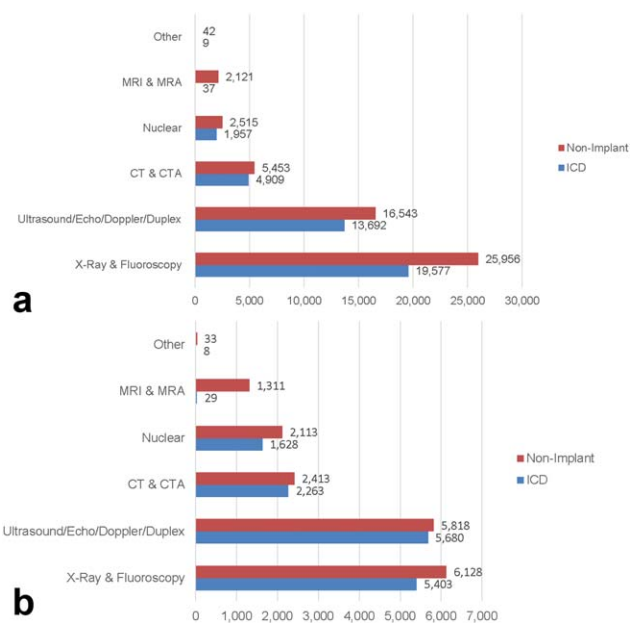 Other
42
9
MRI & MRA
2,121
37
Nuclear
2,515
1,957
CT & CTA
5,453
4,909
Ultrasound/Echo/Doppler/Duplex
16,543
13,692
X-Ray & Fluoroscopy
25,956
19,577
0 5,000 10,000 15,000 20,000 25,000 30,000
Non-Implant
ICD
a
Other
33
8
MRI & MRA
1,311
29
Nuclear
2,113
1,628
CT & CTA
2,413
2,263
Ultrasound/Echo/Doppler/Duplex
5,818
5,680
X-Ray & Fluoroscopy
6,128
5,403
0 1,000 2,000 3,000 4,000 5,000 6,000 7,000
Non-Implant
ICD
b